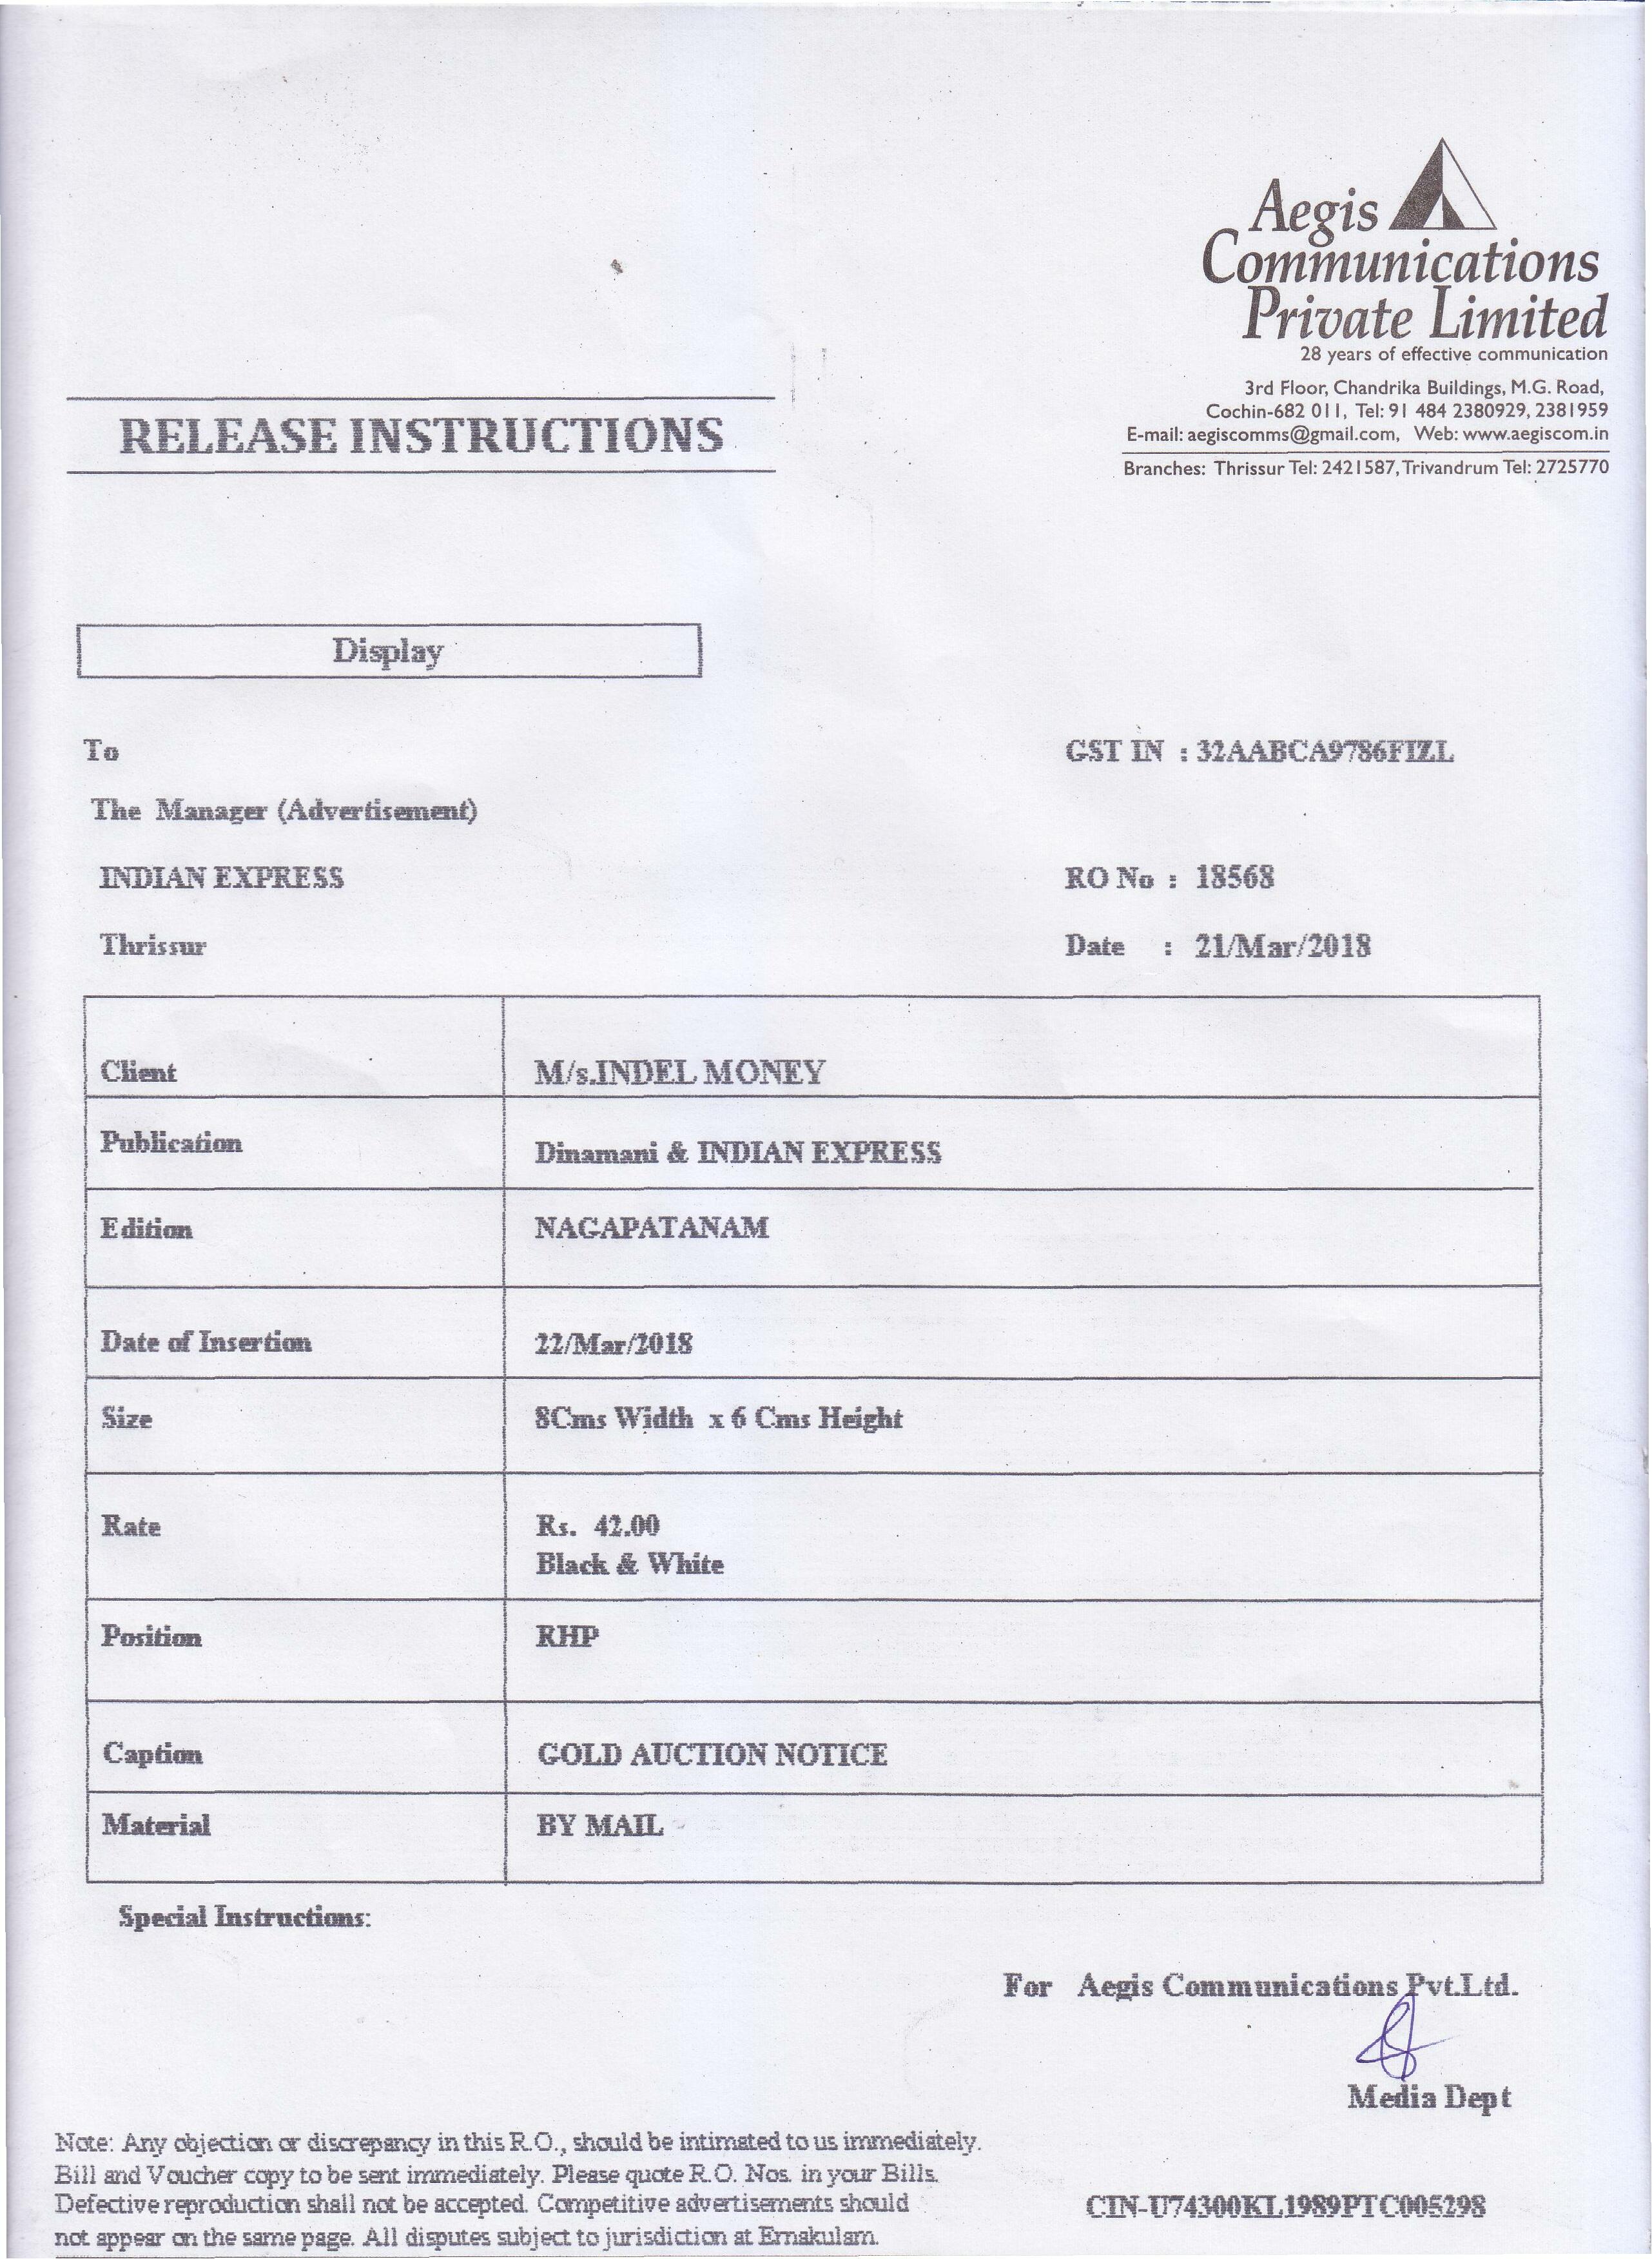 Aegis
Communications
Private Limited
28 years of effective communication
3rd Floor, Chandrika Buildings, M.G. Road,
Cochin-682 011, Tel: 91 484 2380929, 2381959
E-mail: aegiscomms@gmail.com, Web: www.aegiscom.in
Branches: Thrissur Tel: 2421587, Trivandrum Tel: 2725770
RELEASE INSTRUCTIONS
Display
To
GST IN : 32AABCA9786F1ZL
The Manager (Advertisement)
INDIAN EXPRESS
RO No : 18568
Thrissur
Date : 21/Mar/2018
Client M/s.INDEL MONEY
Publication Dinamani & INDIAN EXPRESS
Edition NAGAPATANAM
Date of Insertion 22/Mar/2018
Size 8Cms Width x 6 Cms Height
Rate Rs. 42.00
Black & White
Position RHP
Caption GOLD AUCTION NOTICE
Material BY MAIL
Special Instructions:
For Aegis Communications Pvt.Ltd.
Media Dept
Note: Any objection or discrepancy in this R.O., should be intimated to us immediately.
Bill and Voucher copy to be sent immediately. Please quote R.O. Nos. in your Bills.
Defective reproduction shall not be accepted. Competitive advertisements should
not appear on the same page. All disputes subject to jurisdiction at Ernakulam.
CIN-U74300KL1989PTC005298